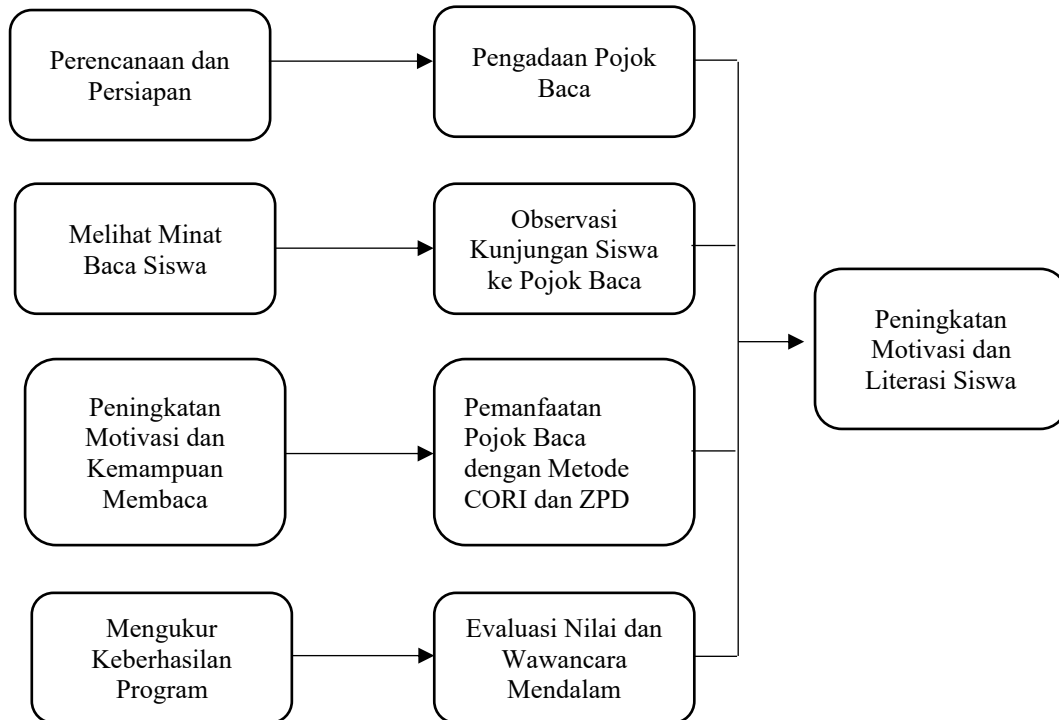 Perencanaan dan
Persiapan
Pengadaan Pojok
Baca
Melihat Minat
Baca Siswa
Observasi
Kunjungan Siswa
ke Pojok Baca
Peningkatan
Motivasi dan
Literasi Siswa
Peningkatan
Motivasi dan
Kemampuan
Membaca
Pemanfaatan
Pojok Baca
dengan Metode
CORI dan ZPD
Mengukur
Keberhasilan
Program
Evaluasi Nilai dan
Wawancara
Mendalam